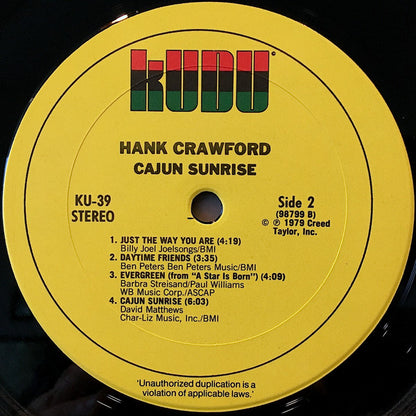 KUDU
HANK CRAWFORD
CAJUN SUNRISE
KU-39
STEREO
Side 2
(98799 B)
© ℗ 1979 Creed
Taylor, Inc.
1. JUST THE WAY YOU ARE (4:19)
Billy Joel Joelsongs/BMI
2. DAYTIME FRIENDS (3:35)
Ben Peters Ben Peters Music/BMI
3. EVERGREEN (from "A Star Is Born") (4:09)
Barbra Streisand/Paul Williams
WB Music Corp./ASCAP
4. CAJUN SUNRISE (6:03)
David Matthews
Char-Liz Music, Inc./BMI
'Unauthorized duplication is a
violation of applicable laws.'